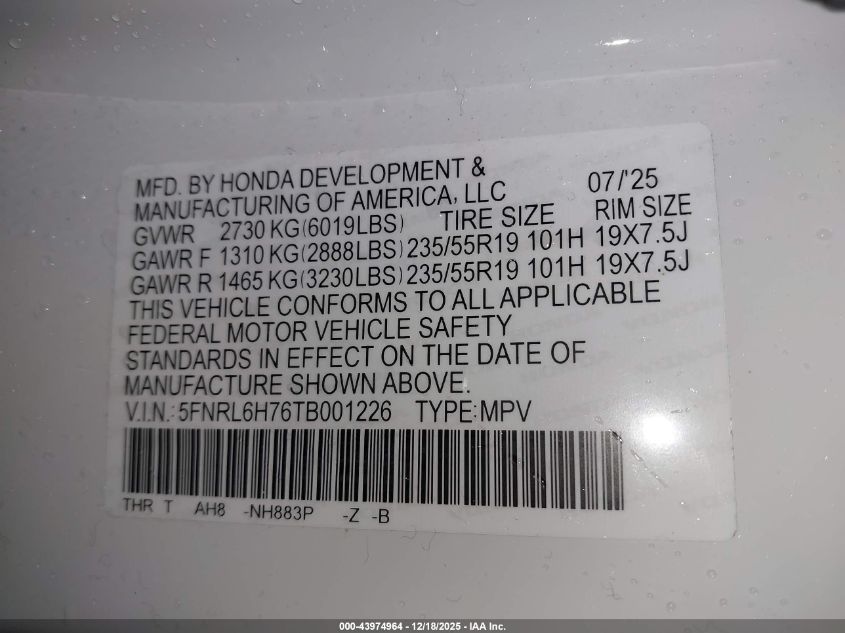 MFD. BY HONDA DEVELOPMENT &
MANUFACTURING OF AMERICA, LLC 07/'25
GVWR 2730 KG(6019LBS) TIRE SIZE RIM SIZE
GAWR F 1310 KG(2888LBS) 235/55R19 101H 19X7.5J
GAWR R 1465 KG(3230LBS) 235/55R19 101H 19X7.5J
THIS VEHICLE CONFORMS TO ALL APPLICABLE
FEDERAL MOTOR VEHICLE SAFETY
STANDARDS IN EFFECT ON THE DATE OF
MANUFACTURE SHOWN ABOVE.
V.I.N.: 5FNRL6H76TB001226 TYPE:MPV
THR T AH8 -NH883P -Z -B
000-43974964 - 12/18/2025 - IAA Inc.